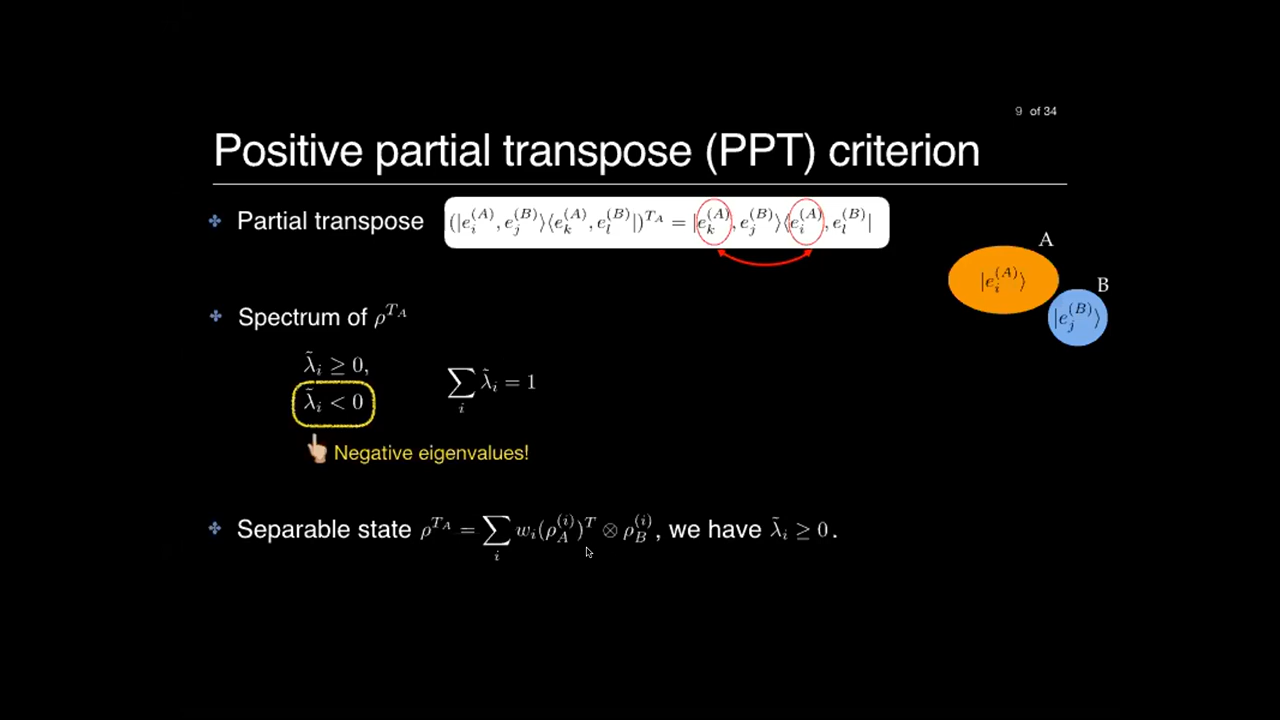 9 of 34
Positive partial transpose (PPT) criterion
✤ Partial transpose $(|e_i^{(A)}, e_j^{(B)}\rangle\langle e_k^{(A)}, e_l^{(B)}|)^{T_A} = |e_k^{(A)}, e_j^{(B)}\rangle\langle e_i^{(A)}, e_l^{(B)}|$
A
$|e_i^{(A)}\rangle$
B
$|e_j^{(B)}\rangle$
✤ Spectrum of $\rho^{T_A}$
$\tilde{\lambda}_i \geq 0,$
$\tilde{\lambda}_i < 0$
$\sum_i \tilde{\lambda}_i = 1$
Negative eigenvalues!
✤ Separable state $\rho^{T_A} = \sum_i w_i (\rho_A^{(i)})^T \otimes \rho_B^{(i)}$, we have $\tilde{\lambda}_i \geq 0$.